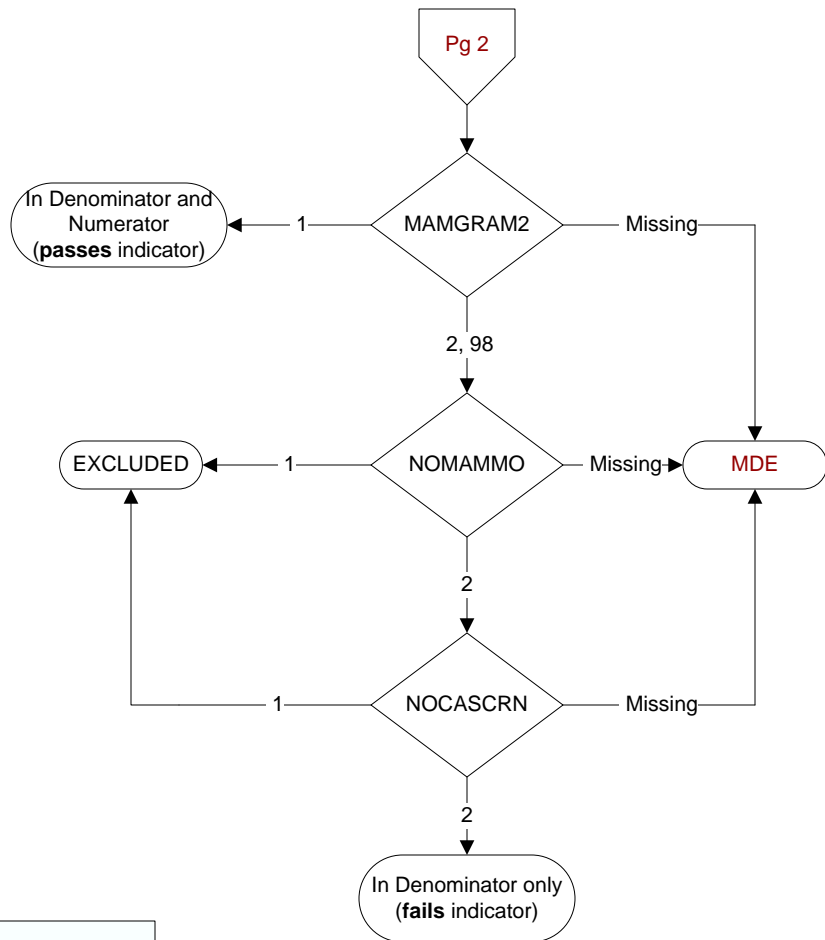 Pg 2
In Denominator and
Numerator
(passes indicator)
1
MAMGRAM2
Missing
2, 98
EXCLUDED
1
NOMAMMO
Missing
MDE
2
1
NOCASCRN
Missing
2
In Denominator only
(fails indicator)